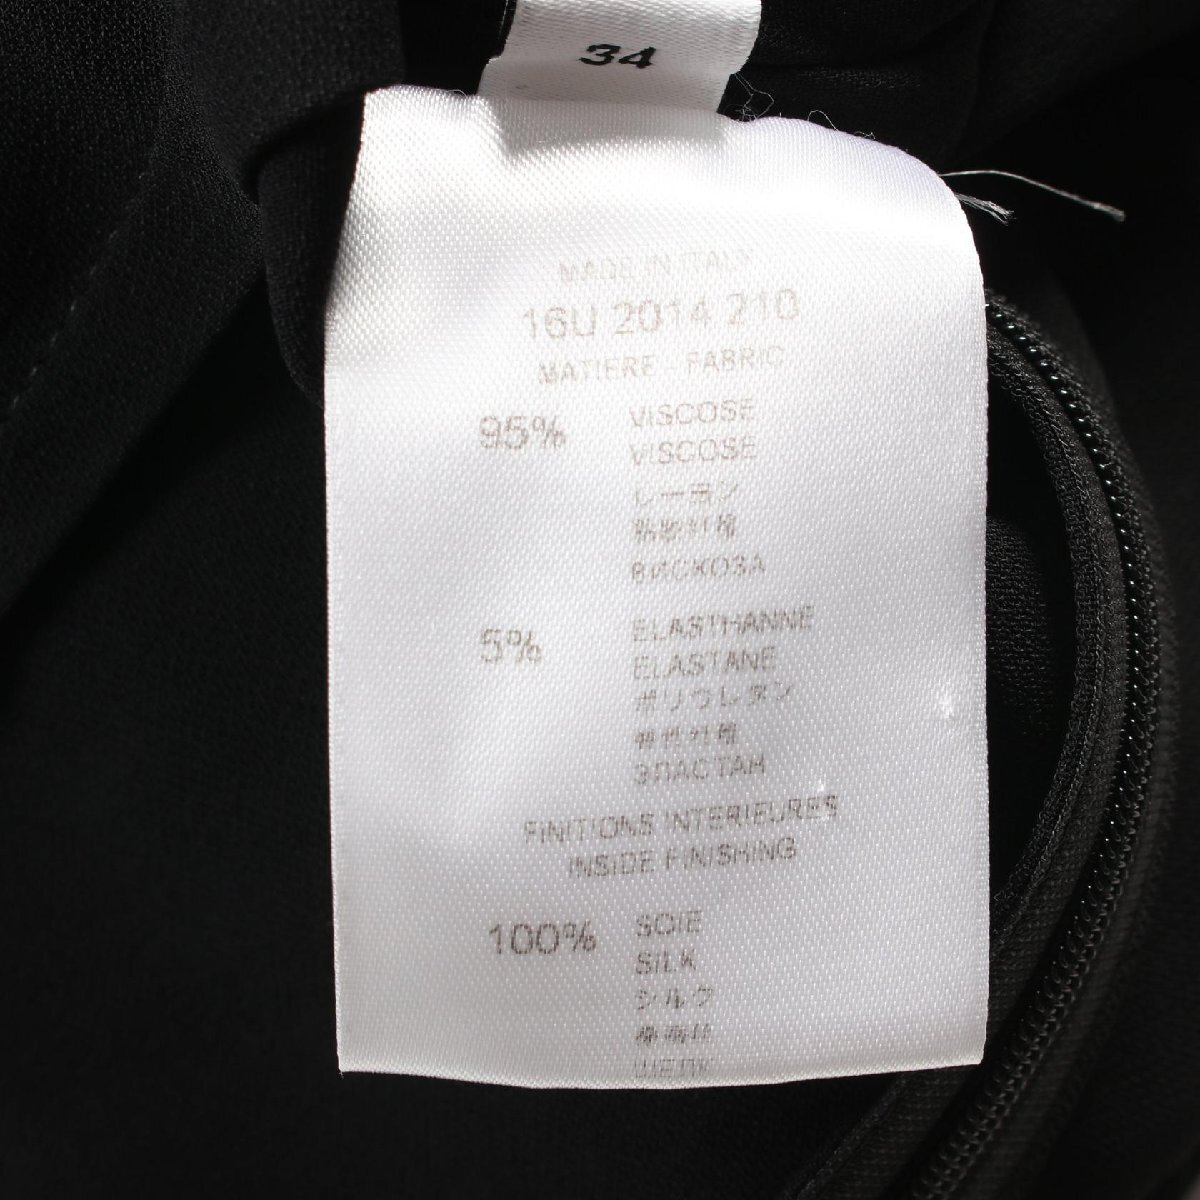 34
MADE IN ITALY
16U 2014 210
MATIERE - FABRIC
95% VISCOSE
VISCOSE
レーヨン
ВИСКОЗА
5% ELASTHANNE
ELASTANE
ポリウレタン
ЭЛАСТАН
FINITIONS INTERIEURES
INSIDE FINISHING
100% SOIE
SILK
シルク
ШЕЛК